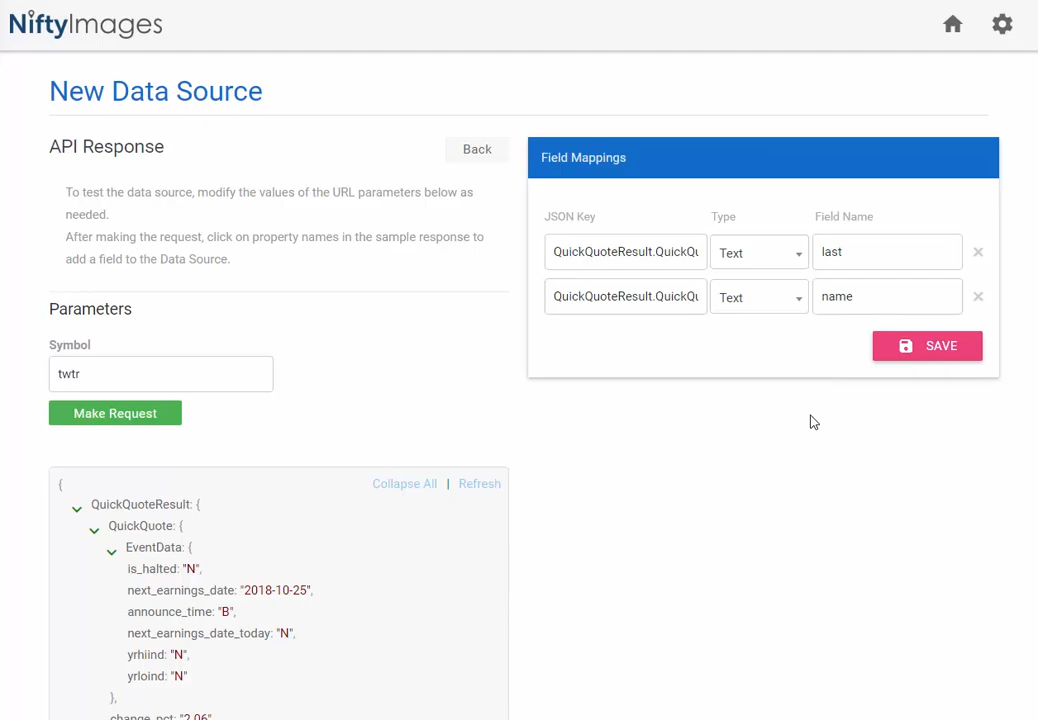 NiftyImages
New Data Source
API Response
Back
To test the data source, modify the values of the URL parameters below as
needed.
After making the request, click on property names in the sample response to
add a field to the Data Source.
Parameters
Symbol
twtr
Make Request
{
Collapse All | Refresh
QuickQuoteResult: {
QuickQuote: {
EventData: {
is_halted: "N",
next_earnings_date: "2018-10-25",
announce_time: "B",
next_earnings_date_today: "N",
yrhiind: "N",
yrloind: "N"
},
change_pct: "2.06"
Field Mappings
JSON Key Type Field Name
QuickQuoteResult.QuickQu Text last
QuickQuoteResult.QuickQu Text name
SAVE